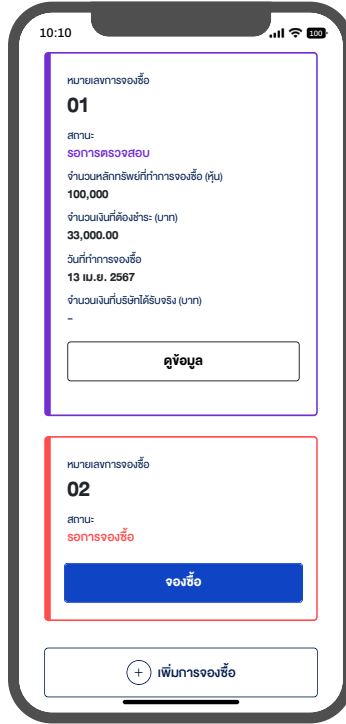 10:10
100
หมายเลขการจองซื้อ
01
สถานะ
รอการตรวจสอบ
จำนวนหลักทรัพย์ที่ทำการจองซื้อ (หุ้น)
100,000
จำนวนเงินที่ต้องชำระ (บาท)
33,000.00
วันที่ทำการจองซื้อ
13 เม.ย. 2567
จำนวนเงินที่บริษัทได้รับจริง (บาท)
–
ดูข้อมูล
หมายเลขการจองซื้อ
02
สถานะ
รอการจองซื้อ
จองซื้อ
เพิ่มการจองซื้อ